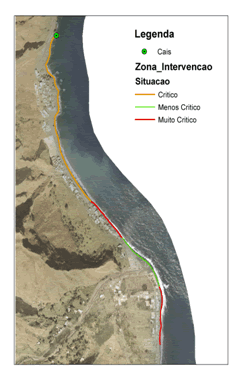 Legenda
Cais
Zona_Intervencao
Situacao
Critico
Menos Critico
Muito Critico